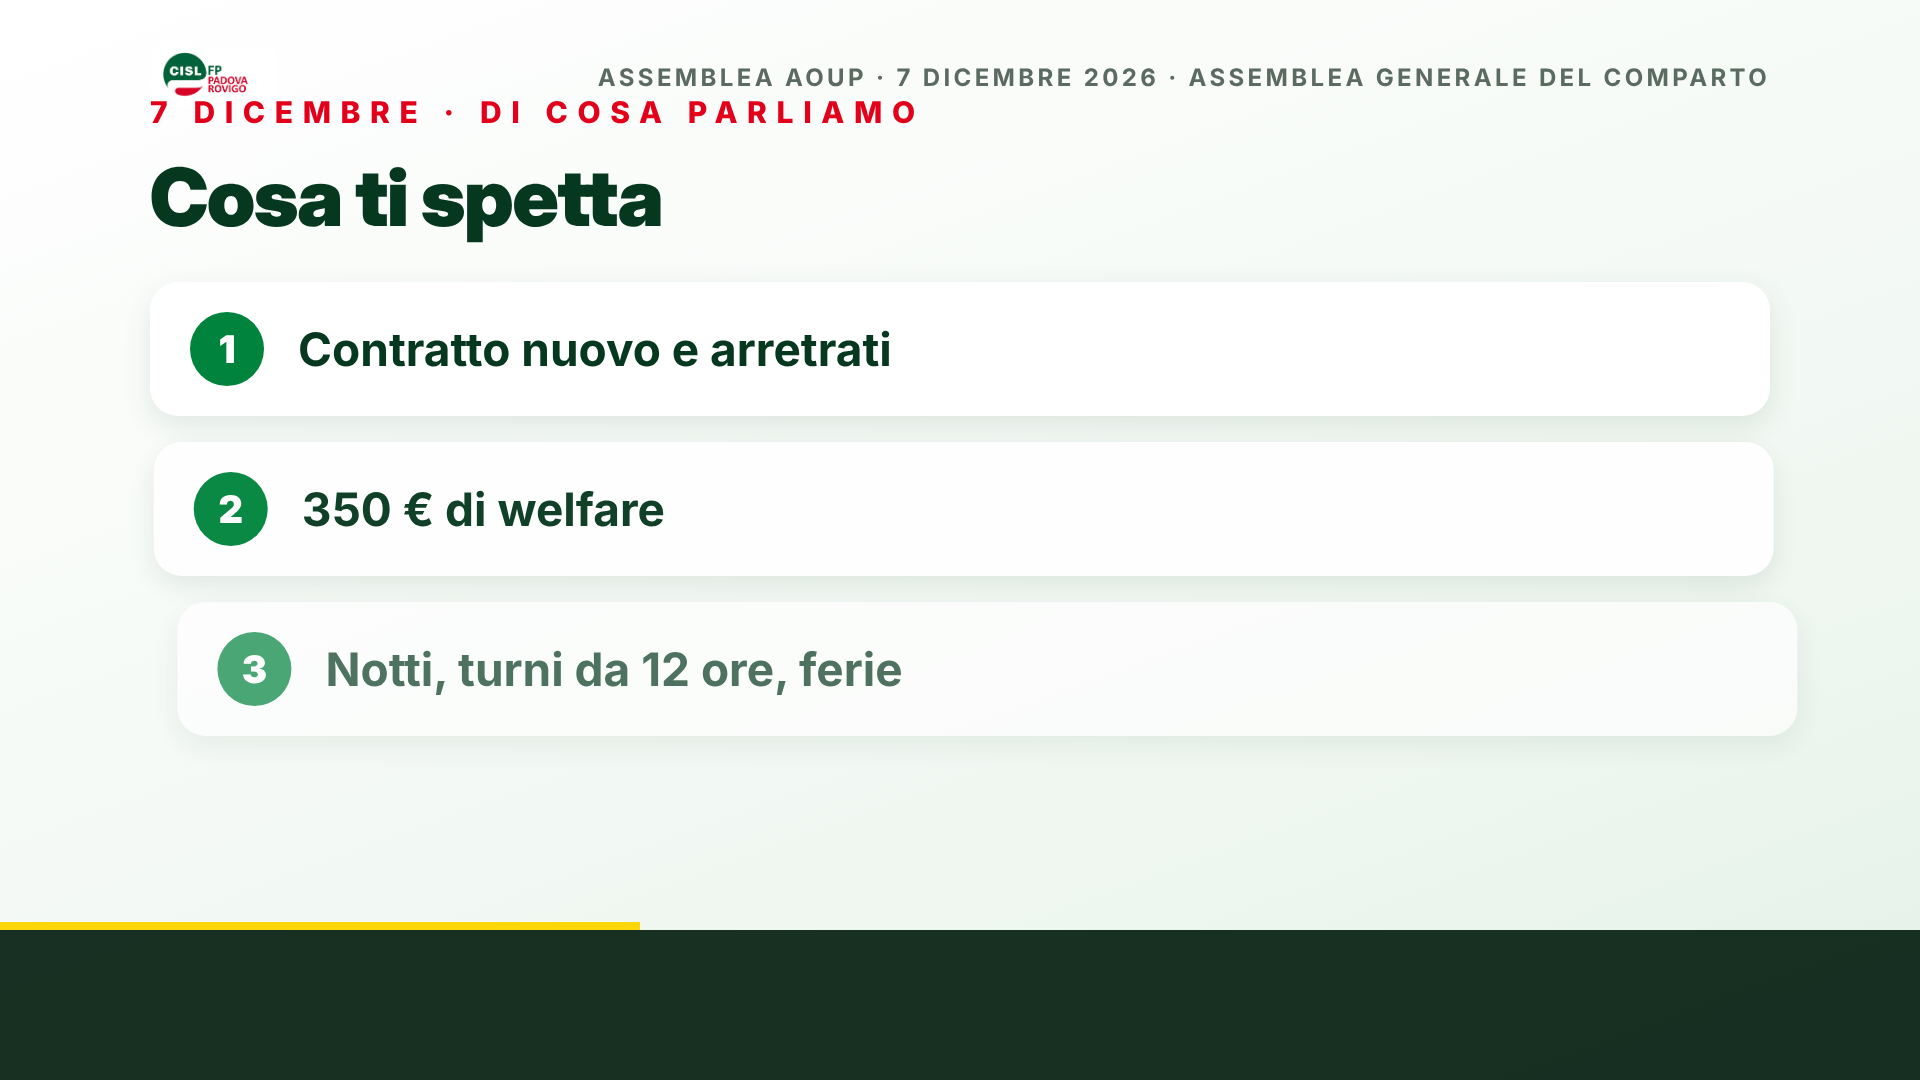 CISL FP
PADOVA
ROVIGO
ASSEMBLEA AOUP · 7 DICEMBRE 2026 · ASSEMBLEA GENERALE DEL COMPARTO
7 DICEMBRE · DI COSA PARLIAMO
Cosa ti spetta
1 Contratto nuovo e arretrati
2 350 € di welfare
3 Notti, turni da 12 ore, ferie